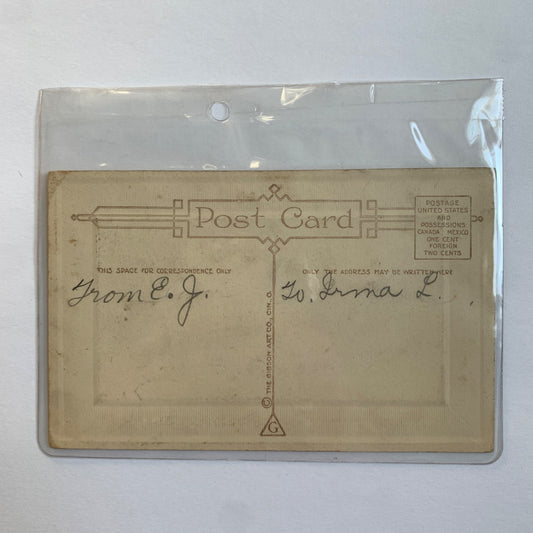 Post Card
POSTAGE
UNITED STATES
AND
POSSESSIONS
CANADA, MEXICO
ONE CENT
FOREIGN
TWO CENTS
THIS SPACE FOR CORRESPONDENCE ONLY
ONLY THE ADDRESS MAY BE WRITTEN HERE
From E. J.
To, Irma L.
© THE GIBSON ART CO., CIN. O.
G